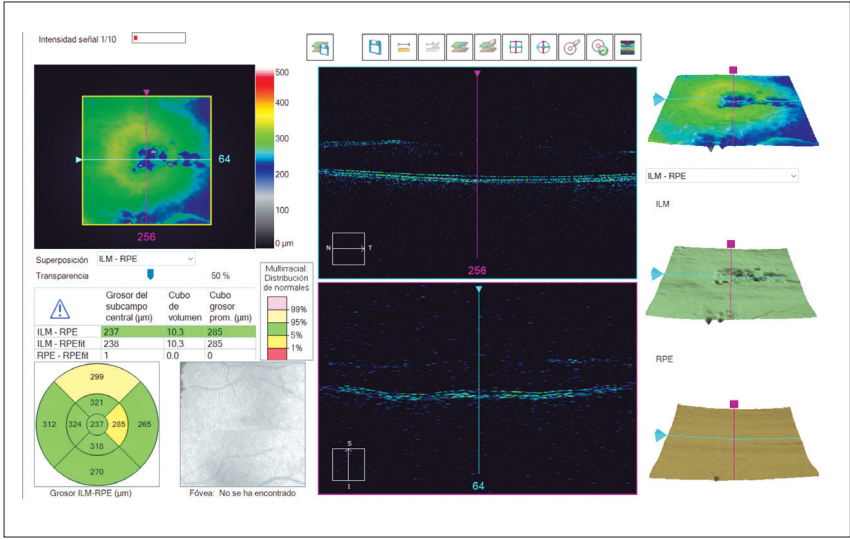 Intensidad señal 1/10
500
400
300
200
100
0 µm
64
256
Superposición ILM - RPE
Transparencia 50 %
Grosor del subcampo central (µm)
Cubo de volumen
Cubo grosor prom. (µm)
ILM - RPE 237 10.3 285
ILM - RPEfit 238 10.3 285
RPE - RPEfit 1 0.0 0
Multirracial
Distribución
de normales
99%
95%
5%
1%
299
321
312 324 237 285 265
318
270
Grosor ILM-RPE (µm)
Fóvea: No se ha encontrado
N T
256
S
I
64
ILM - RPE
ILM
RPE